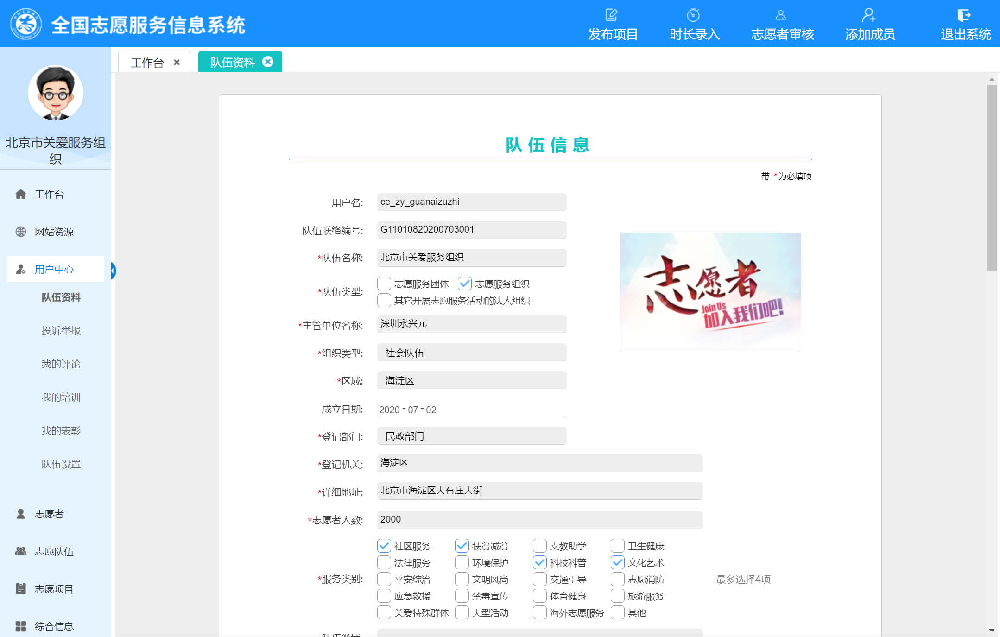 全国志愿服务信息系统
发布项目
时长录入
志愿者审核
添加成员
退出系统
工作台
队伍资料
北京市关爱服务组
织
工作台
网站资源
用户中心
队伍资料
投诉举报
我的评论
我的培训
我的表彰
队伍设置
志愿者
志愿队伍
志愿项目
综合信息
队伍信息
带 *为必填项
用户名: ce_zy_guanaizuzhi
队伍联络编号: G11010820200703001
*队伍名称: 北京市关爱服务组织
*队伍类型: 志愿服务团体 志愿服务组织
其它开展志愿服务活动的法人组织
*主管单位名称: 深圳永兴元
*组织类型: 社会队伍
*区域: 海淀区
成立日期: 2020 - 07 - 02
*登记部门: 民政部门
*登记机关: 海淀区
*详细地址: 北京市海淀区大有庄大街
*志愿者人数: 2000
*服务类别:
社区服务 扶贫减贫 支教助学 卫生健康
法律服务 环境保护 科技科普 文化艺术
平安综治 文明风尚 交通引导 志愿消防
应急救援 禁毒宣传 体育健身 旅游服务
关爱特殊群体 大型活动 海外志愿服务 其他
最多选择4项
志愿者
Join Us
加入我们吧!